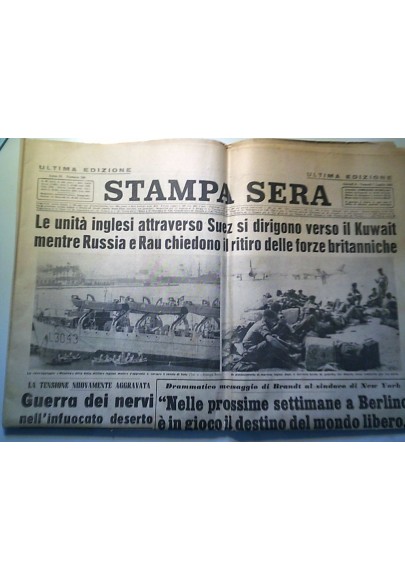 ULTIMA EDIZIONE
ULTIMA EDIZIONE
STAMPA SERA
Le unità inglesi attraverso Suez si dirigono verso il Kuwait
mentre Russia e Rau chiedono il ritiro delle forze britanniche
L3043
LA TENSIONE NUOVAMENTE AGGRAVATA
Guerra dei nervi
nell'infuocato deserto
Drammatico messaggio di Brandt al sindaco di New York
"Nelle prossime settimane a Berlino
è in gioco il destino del mondo libero,